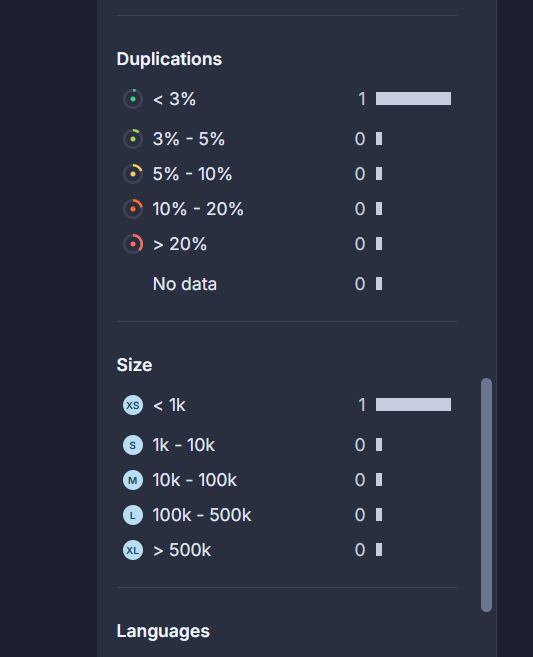 Duplications
< 3% 1
3% - 5% 0
5% - 10% 0
10% - 20% 0
> 20% 0
No data 0
Size
XS < 1k 1
S 1k - 10k 0
M 10k - 100k 0
L 100k - 500k 0
XL > 500k 0
Languages